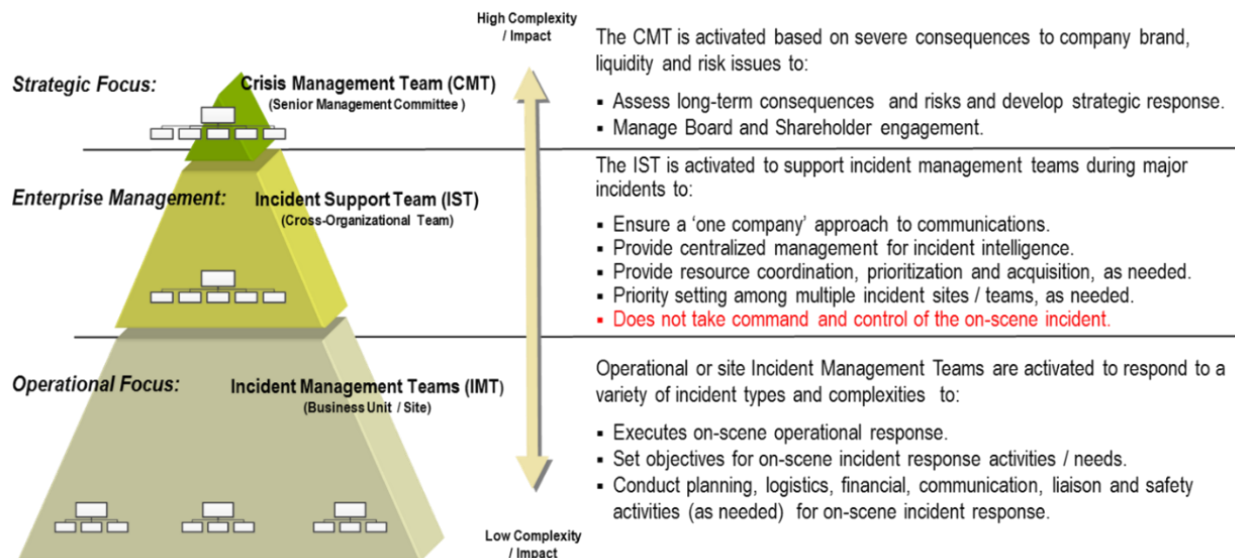 High Complexity
/ Impact
Strategic Focus:
Crisis Management Team (CMT)
(Senior Management Committee )
The CMT is activated based on severe consequences to company brand,
liquidity and risk issues to:
▪ Assess long-term consequences and risks and develop strategic response.
▪ Manage Board and Shareholder engagement.
Enterprise Management:
Incident Support Team (IST)
(Cross-Organizational Team)
The IST is activated to support incident management teams during major
incidents to:
▪ Ensure a ‘one company’ approach to communications.
▪ Provide centralized management for incident intelligence.
▪ Provide resource coordination, prioritization and acquisition, as needed.
▪ Priority setting among multiple incident sites / teams, as needed.
▪ Does not take command and control of the on-scene incident.
Operational Focus:
Incident Management Teams (IMT)
(Business Unit / Site)
Operational or site Incident Management Teams are activated to respond to a
variety of incident types and complexities to:
▪ Executes on-scene operational response.
▪ Set objectives for on-scene incident response activities / needs.
▪ Conduct planning, logistics, financial, communication, liaison and safety
activities (as needed) for on-scene incident response.
Low Complexity
/ Impact